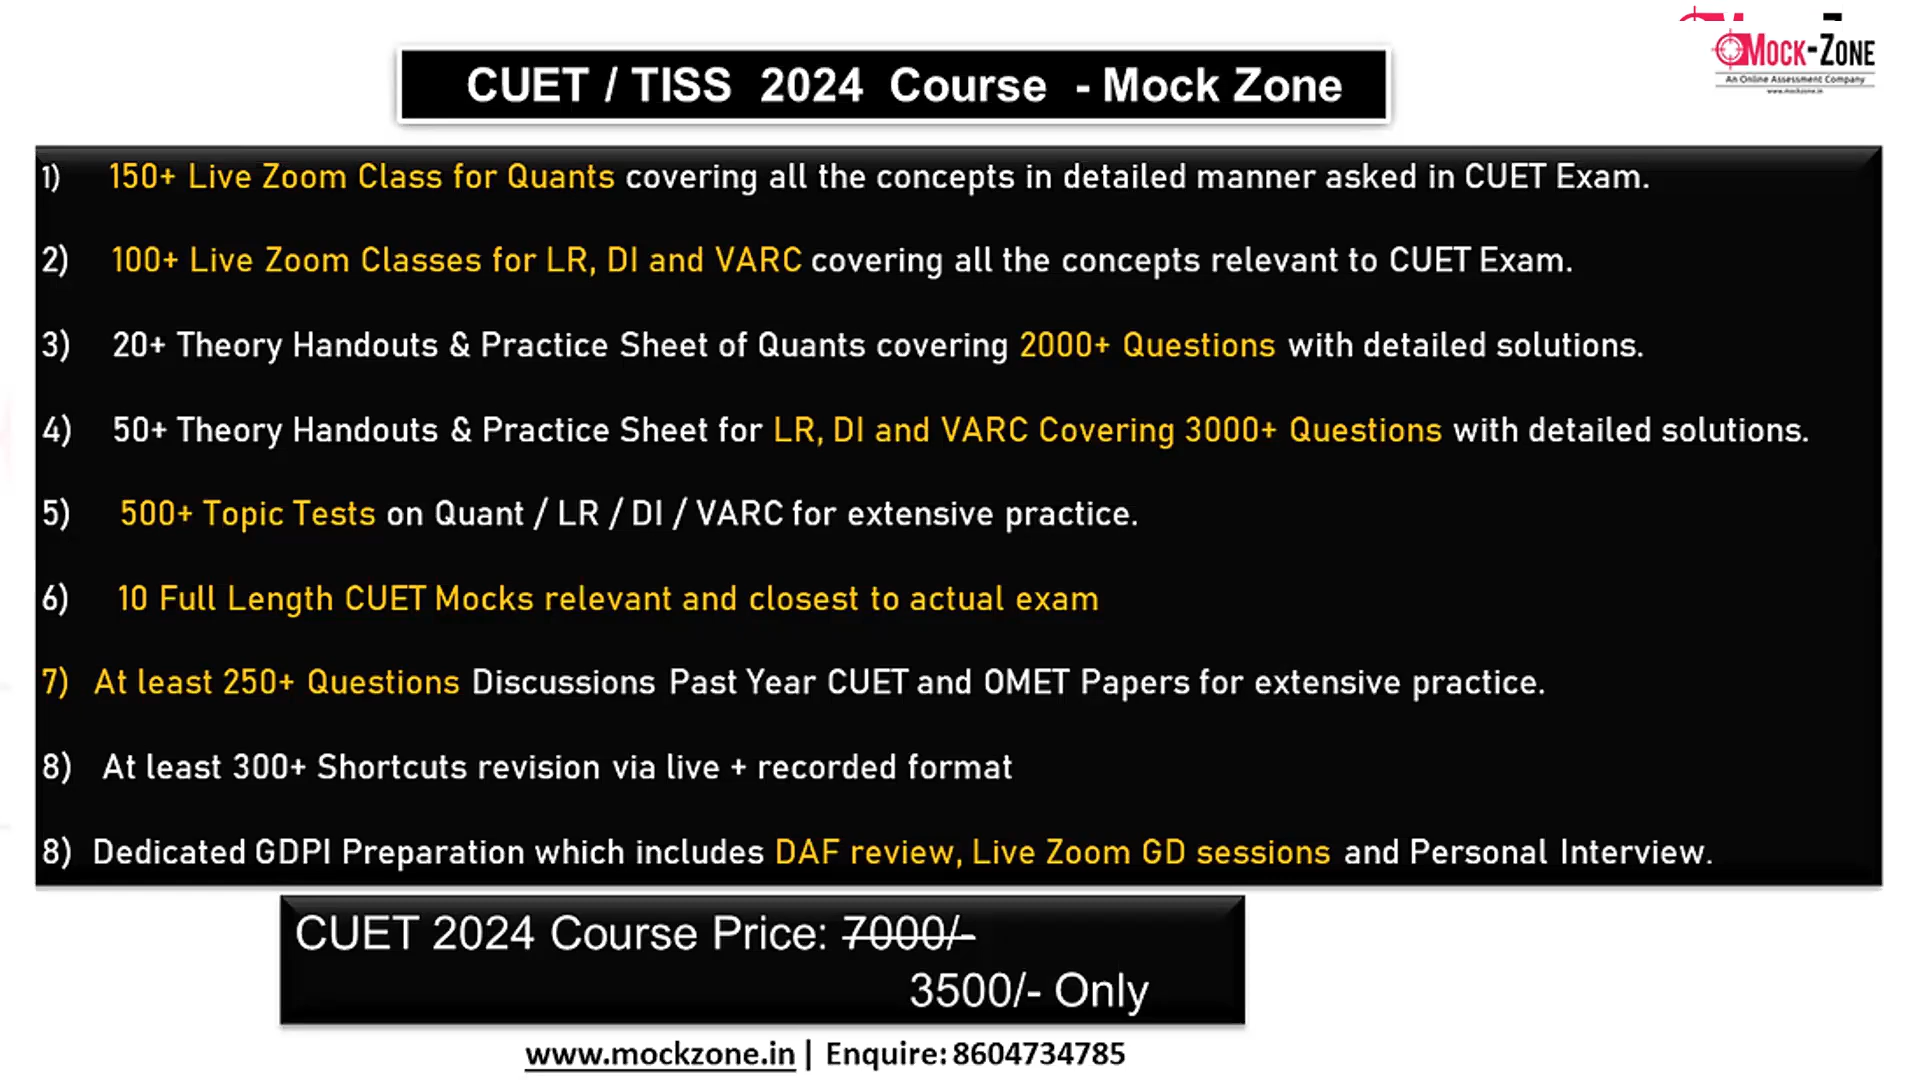 MOCK-ZONE
An Online Assessment Company
www.mockzone.in
CUET / TISS 2024 Course - Mock Zone
1) 150+ Live Zoom Class for Quants covering all the concepts in detailed manner asked in CUET Exam.
2) 100+ Live Zoom Classes for LR, DI and VARC covering all the concepts relevant to CUET Exam.
3) 20+ Theory Handouts & Practice Sheet of Quants covering 2000+ Questions with detailed solutions.
4) 50+ Theory Handouts & Practice Sheet for LR, DI and VARC Covering 3000+ Questions with detailed solutions.
5) 500+ Topic Tests on Quant / LR / DI / VARC for extensive practice.
6) 10 Full Length CUET Mocks relevant and closest to actual exam
7) At least 250+ Questions Discussions Past Year CUET and OMET Papers for extensive practice.
8) At least 300+ Shortcuts revision via live + recorded format
8) Dedicated GDPI Preparation which includes DAF review, Live Zoom GD sessions and Personal Interview.
CUET 2024 Course Price: 7000/-
3500/- Only
www.mockzone.in | Enquire: 8604734785